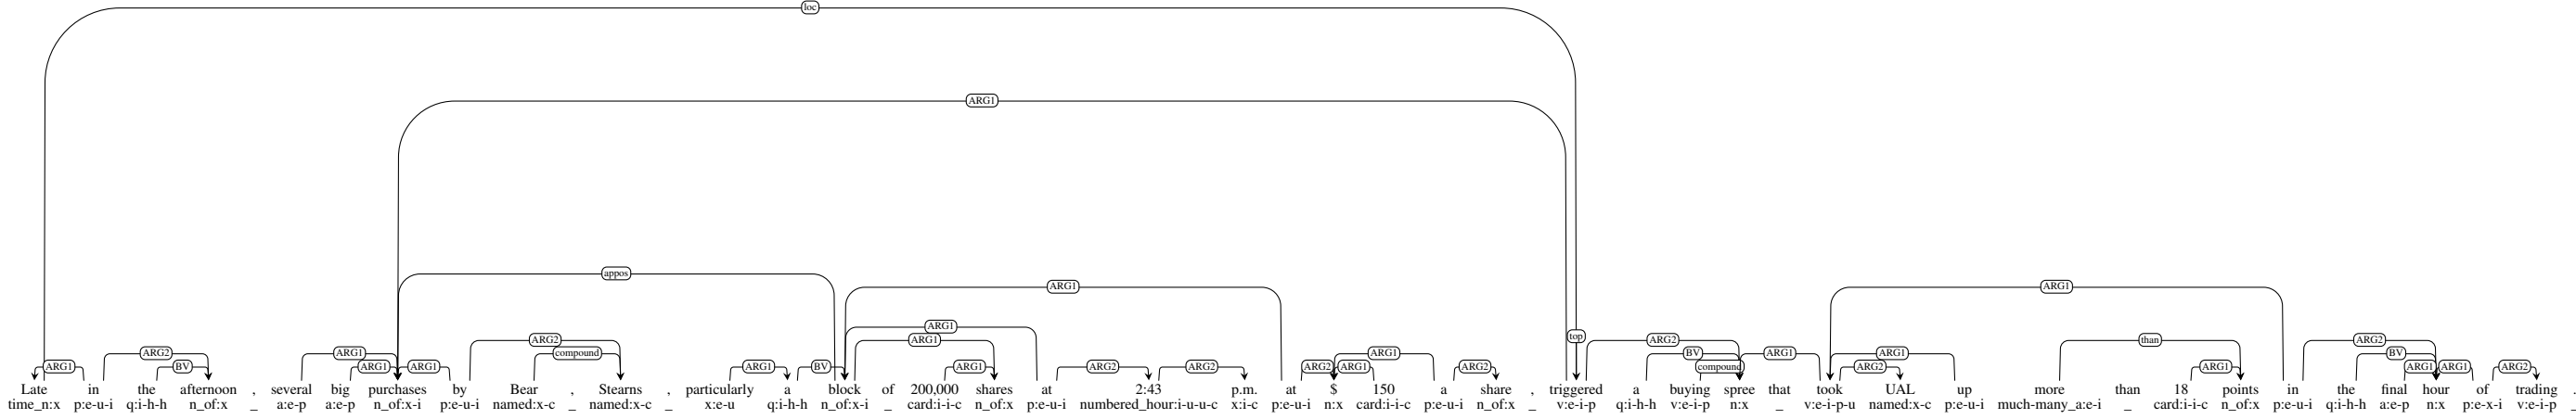 loc
ARG1
appos
ARG1
ARG1 top
ARG2 ARG1 ARG2 ARG1 ARG2 than ARG2
ARG2 ARG1 compound ARG1 BV ARG1 ARG1 BV
ARG1 BV ARG1 ARG1 ARG1 BV ARG1 ARG2 ARG2 ARG2 ARG1 ARG2 compound ARG2 ARG1 ARG1 ARG1 ARG2
Late in the afternoon , several big purchases by Bear , Stearns , particularly a block of 200,000 shares at 2:43 p.m. at $ 150 a share , triggered a buying spree that took UAL up more than 18 points in the final hour of trading
time_n:x p:e-u-i q:i-h-h n_of:x _ a:e-p a:e-p n_of:x-i p:e-u-i named:x-c _ named:x-c _ x:e-u q:i-h-h n_of:x-i _ card:i-i-c n_of:x p:e-u-i numbered_hour:i-u-u-c x:i-c p:e-u-i n:x card:i-i-c p:e-u-i n_of:x _ v:e-i-p q:i-h-h v:e-i-p n:x _ v:e-i-p-u named:x-c p:e-u-i much-many_a:e-i _ card:i-i-c n_of:x p:e-u-i q:i-h-h a:e-p n:x p:e-x-i v:e-i-p